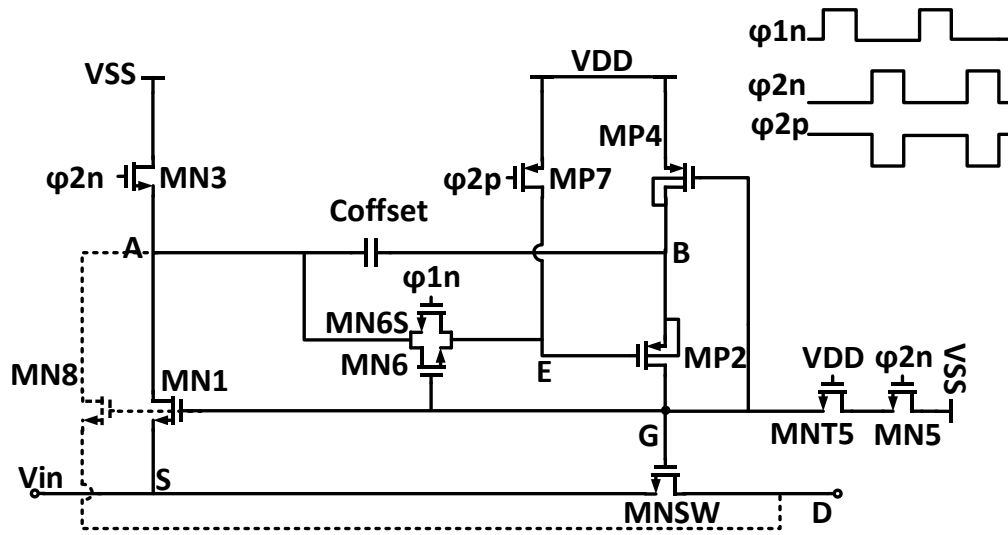 φ1n
VSS
VDD
φ2n
φ2p
MP4
φ2n
MN3
φ2p
MP7
Coffset
A
B
φ1n
MN6S
MN6
E
MP2
MN8
MN1
VDD
φ2n
VSS
G
MNT5
MN5
Vin
S
MNSW
D